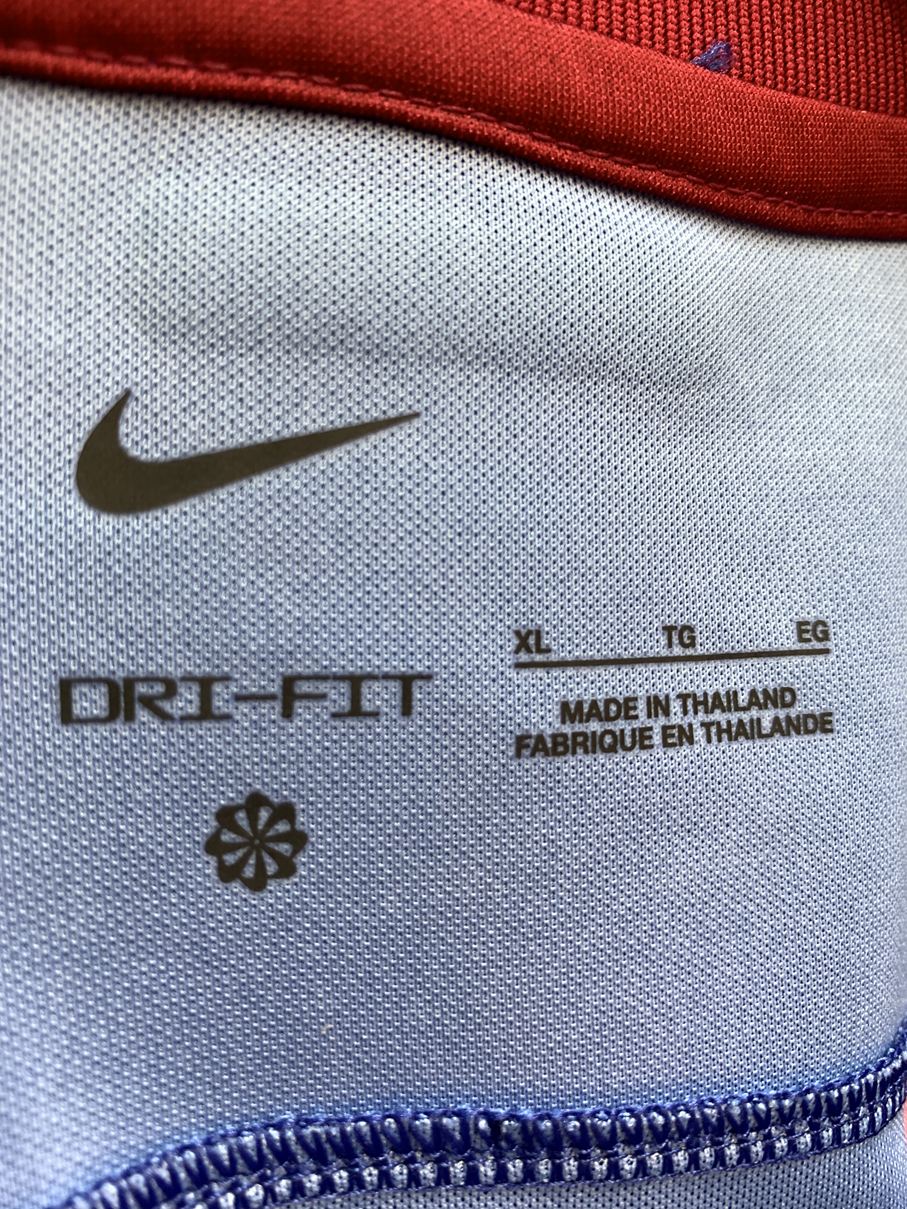 DRI-FIT
XL TG EG
MADE IN THAILAND
FABRIQUE EN THAILANDE